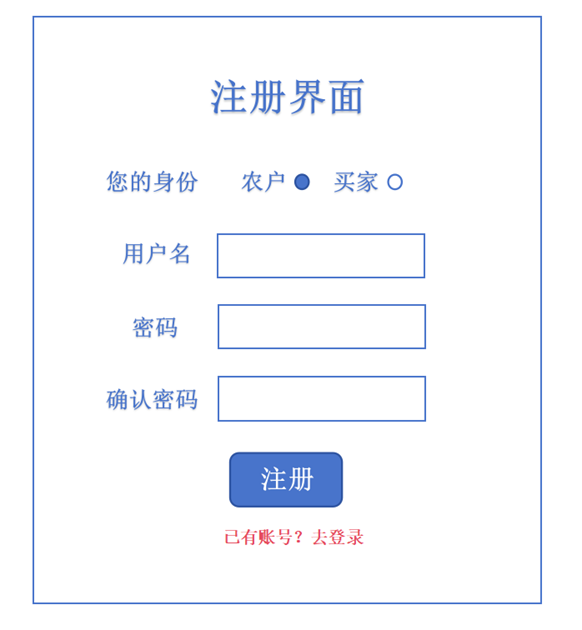 注册界面
您的身份 农户 买家
用户名
密码
确认密码
注册
已有账号？去登录